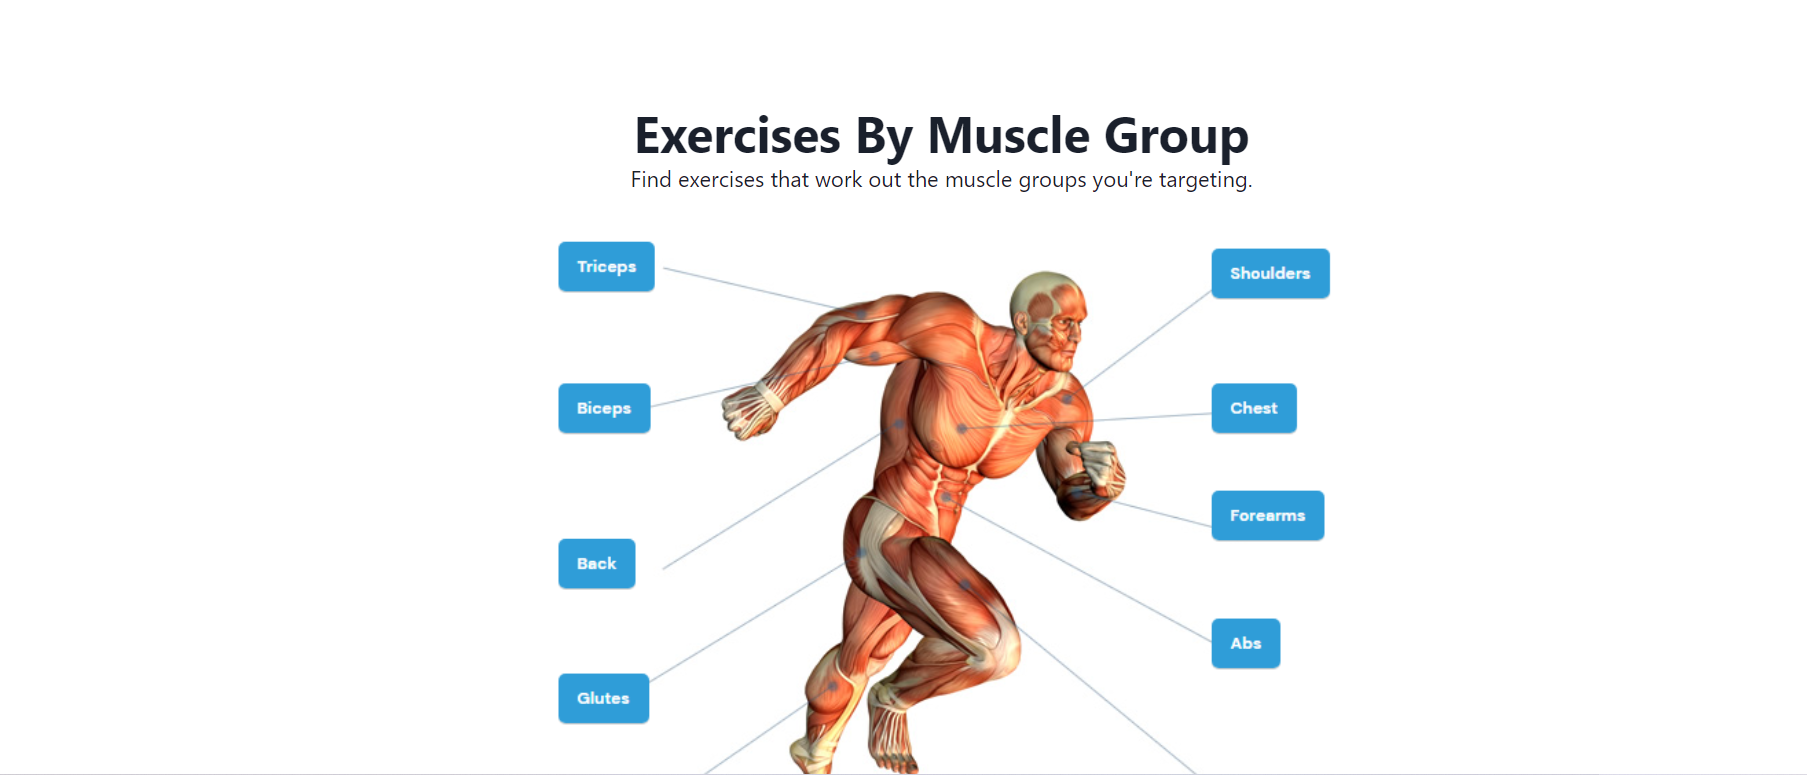 Exercises By Muscle Group
Find exercises that work out the muscle groups you're targeting.
Triceps
Shoulders
Biceps
Chest
Forearms
Back
Abs
Glutes